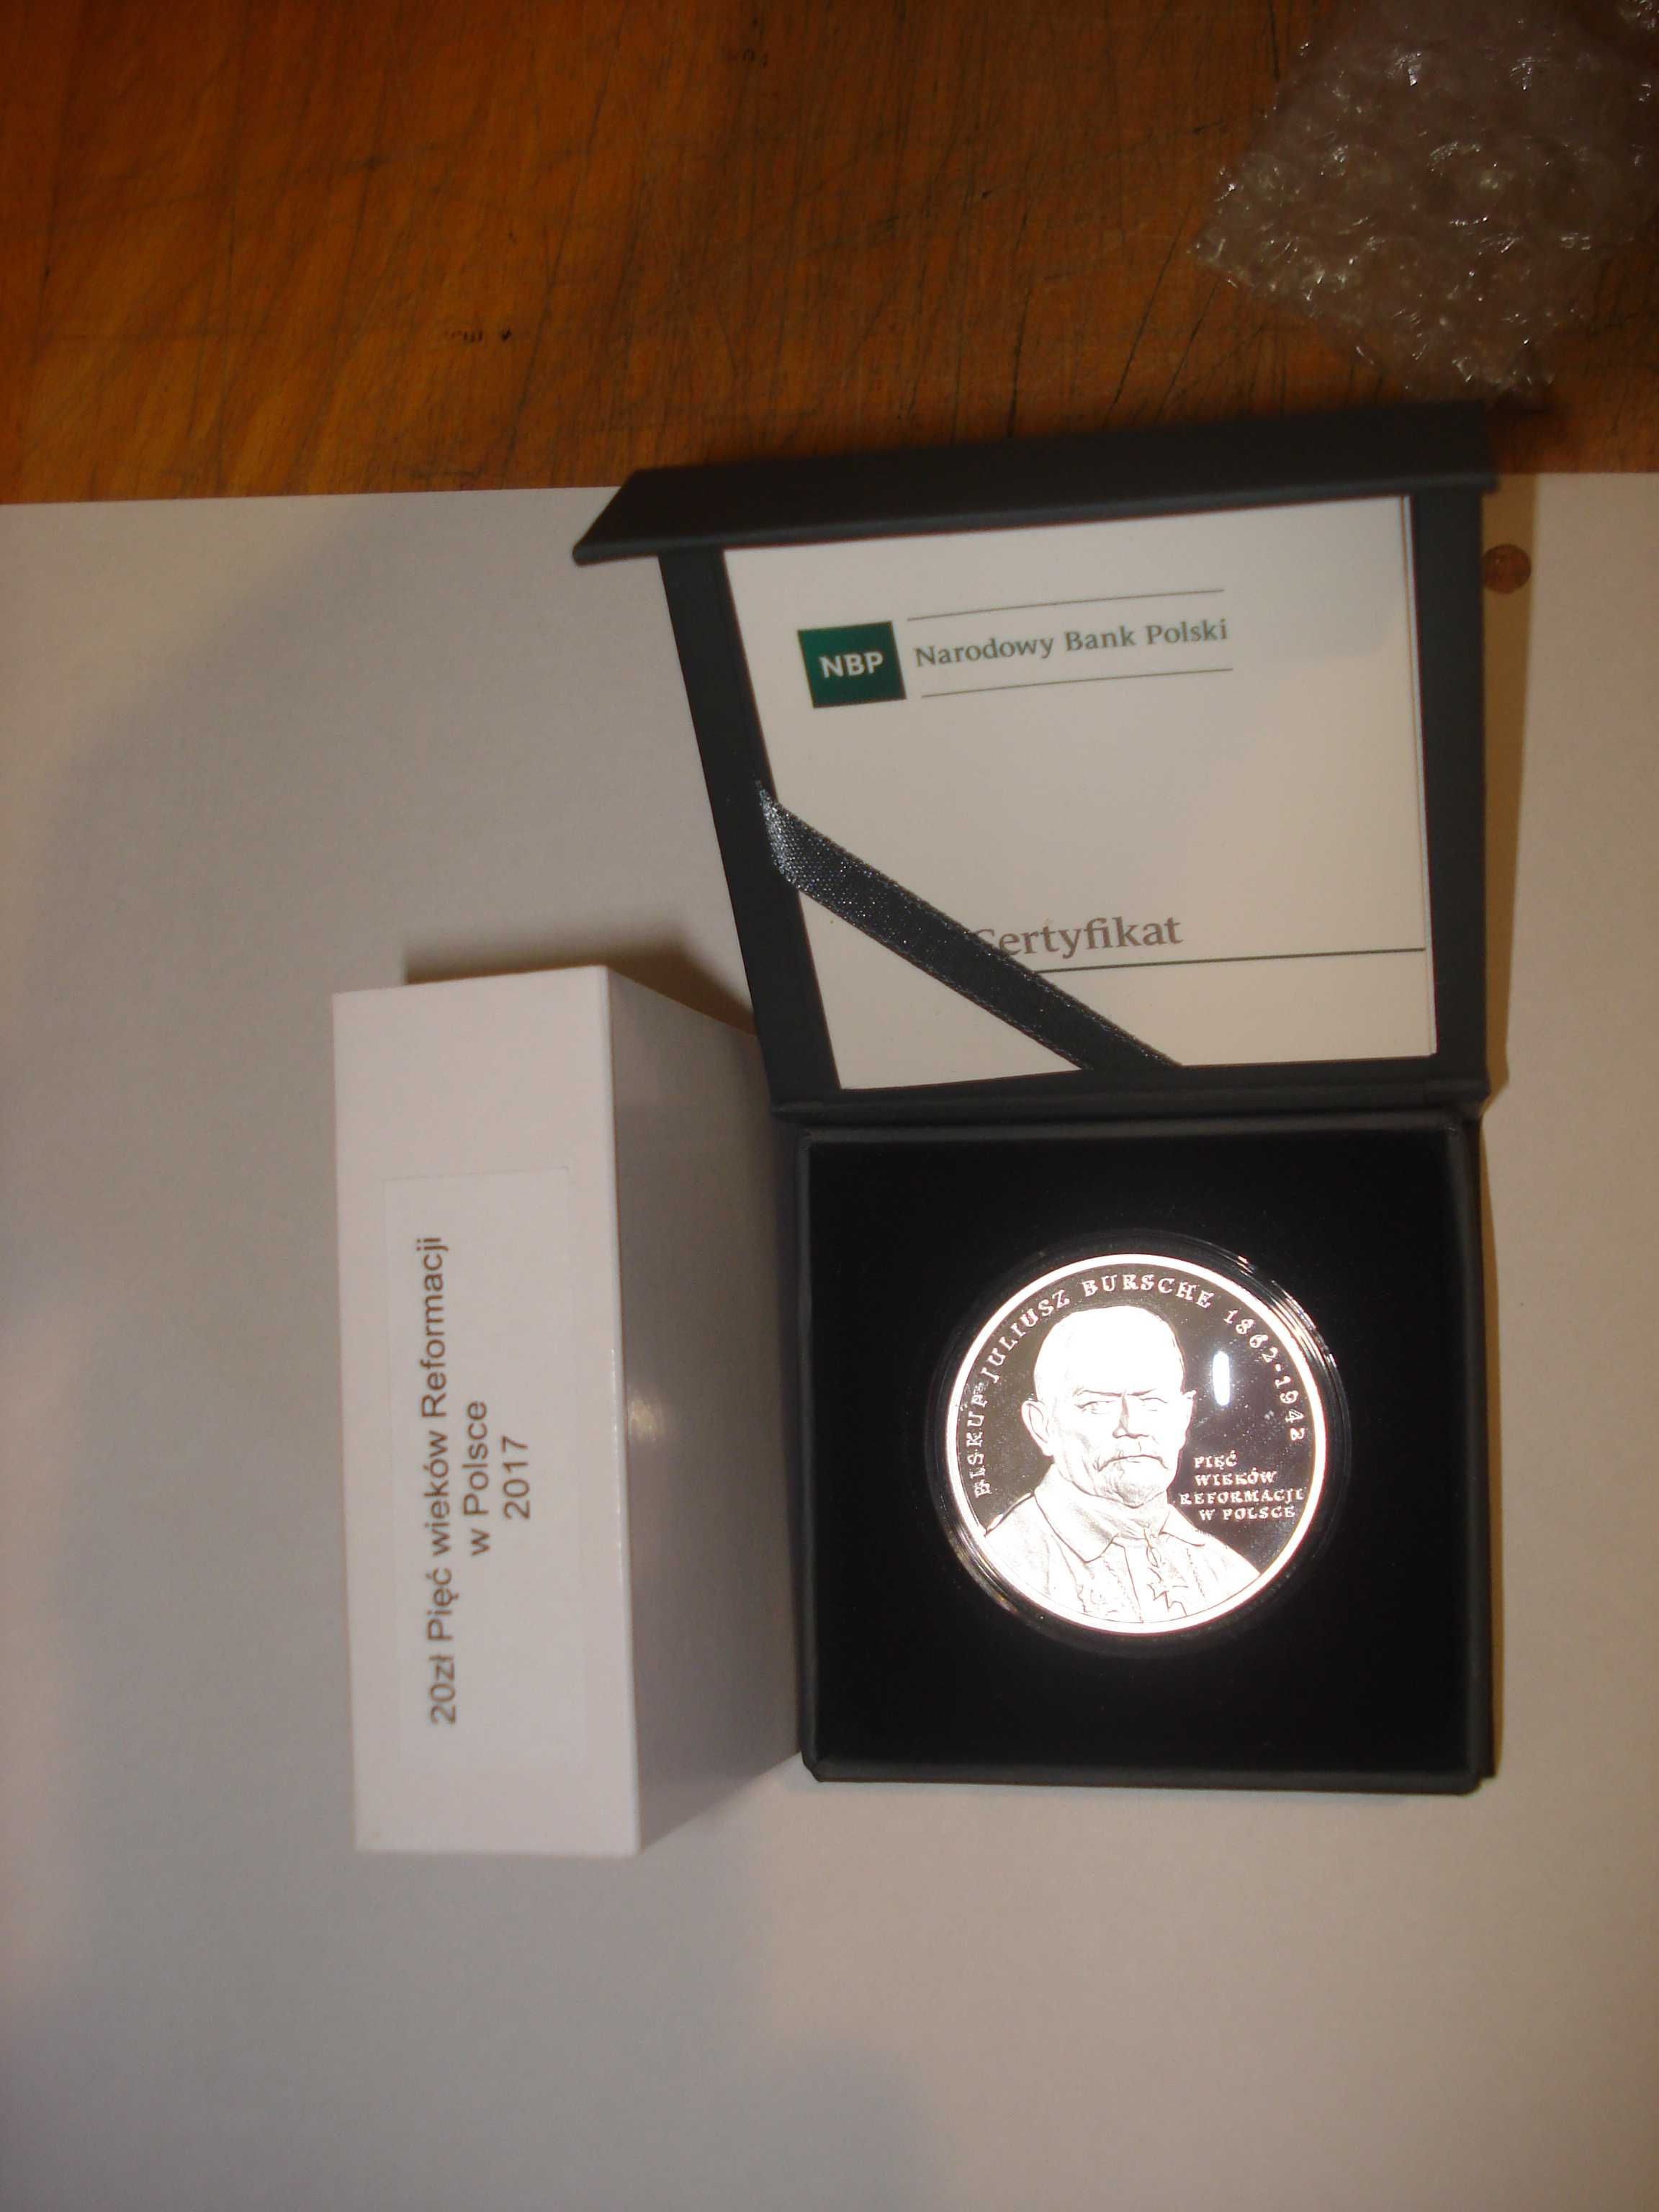 NBP
Narodowy Bank Polski
Certyfikat
20zł Pięć wieków Reformacji
w Polsce
2017
BISKUP JULIUSZ BURSCHE 1862-1942
PIĘĆ
WIEKÓW
REFORMACJI
W POLSCE